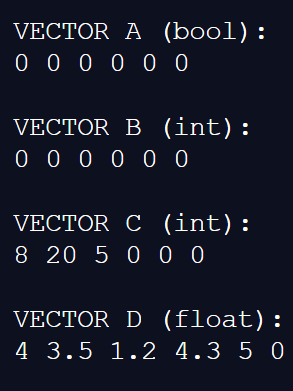 VECTOR A (bool):
0 0 0 0 0 0
VECTOR B (int):
0 0 0 0 0 0
VECTOR C (int):
8 20 5 0 0 0
VECTOR D (float):
4 3.5 1.2 4.3 5 0